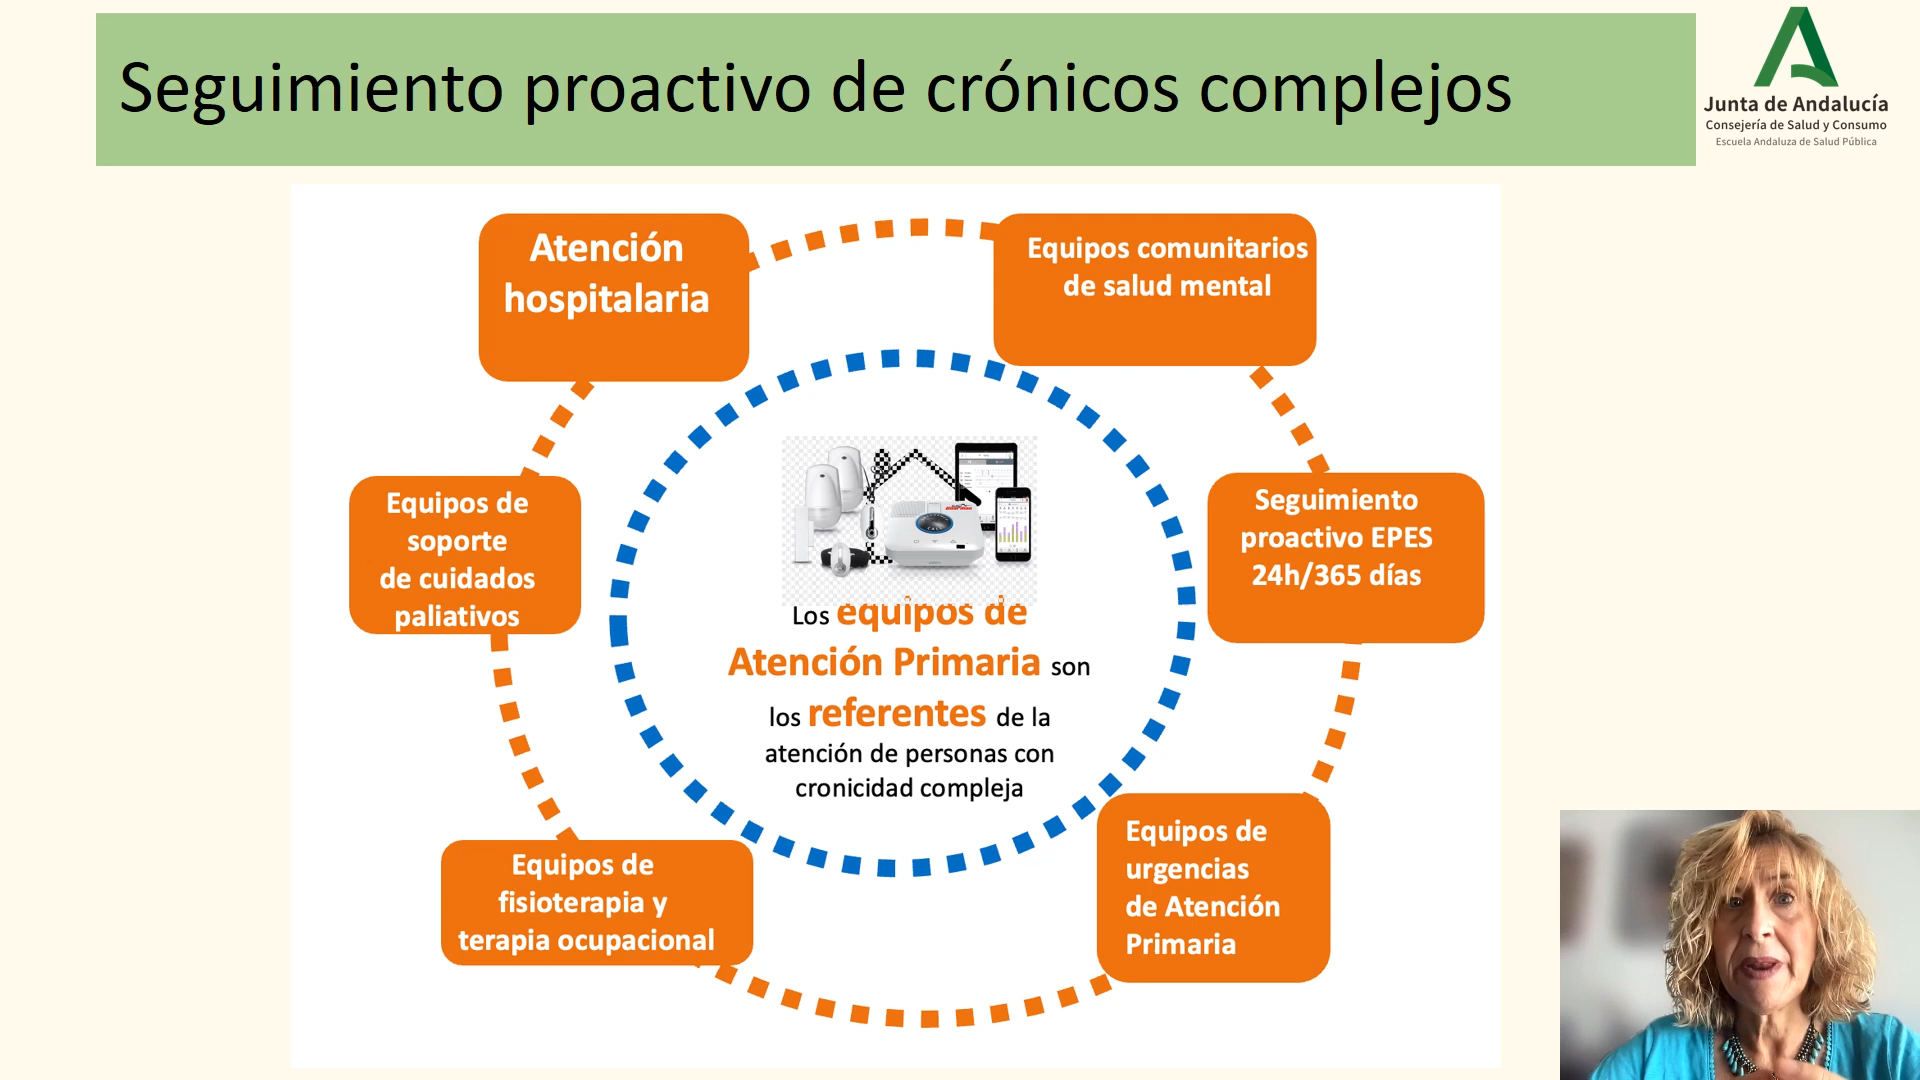 Seguimiento proactivo de crónicos complejos
Junta de Andalucía
Consejería de Salud y Consumo
Escuela Andaluza de Salud Pública
Atención
hospitalaria
Equipos comunitarios
de salud mental
Equipos de
soporte
de cuidados
paliativos
Seguimiento
proactivo EPES
24h/365 días
Los equipos de
Atención Primaria son
los referentes de la
atención de personas con
cronicidad compleja
Equipos de
fisioterapia y
terapia ocupacional
Equipos de
urgencias
de Atención
Primaria